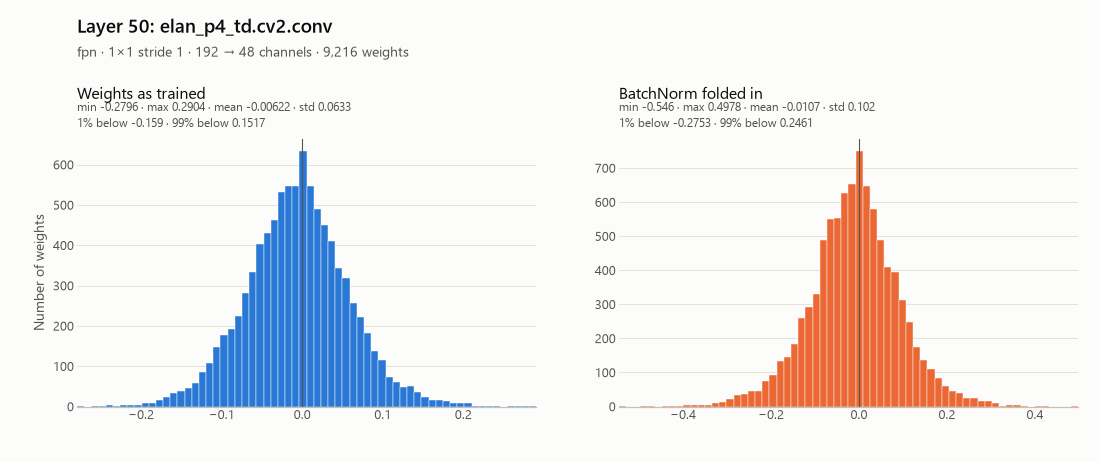 Layer 50: elan_p4_td.cv2.conv
fpn · 1×1 stride 1 · 192 → 48 channels · 9,216 weights
Weights as trained
min -0.2796 · max 0.2904 · mean -0.00622 · std 0.0633
1% below -0.159 · 99% below 0.1517
Number of weights
600
500
400
300
200
100
0
−0.2
−0.1
0.0
0.1
0.2
BatchNorm folded in
min -0.546 · max 0.4978 · mean -0.0107 · std 0.102
1% below -0.2753 · 99% below 0.2461
700
600
500
400
300
200
100
0
−0.4
−0.2
0.0
0.2
0.4